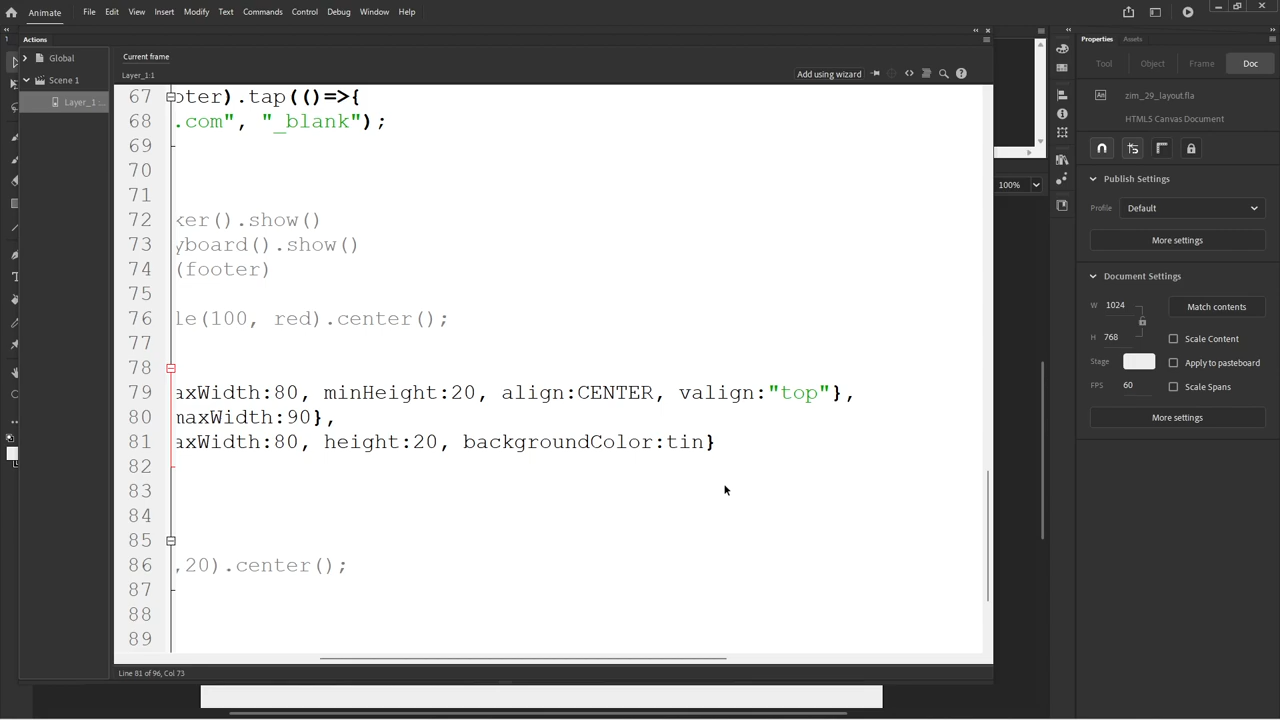 Animate File Edit View Insert Modify Text Commands Control Debug Window Help
Actions
Properties Assets
Global
Scene 1
Layer_1:...
Current frame
Layer_1:1
Add using wizard
67 oter).tap(()=>{
68 .com", "_blank");
69
70
71
72 ker().show()
73 yboard().show()
74 (footer)
75
76 le(100, red).center();
77
78
79 axWidth:80, minHeight:20, align:CENTER, valign:"top"},
80 maxWidth:90},
81 axWidth:80, height:20, backgroundColor:tin}
82
83
84
85
86 ,20).center();
87
88
89
Line 81 of 96, Col 73
100%
Tool Object Frame Doc
An zim_29_layout.fla
HTML5 Canvas Document
Publish Settings
Profile Default
More settings
Document Settings
W 1024 Match contents
H 768 Scale Content
Stage Apply to pasteboard
FPS 60 Scale Spans
More settings